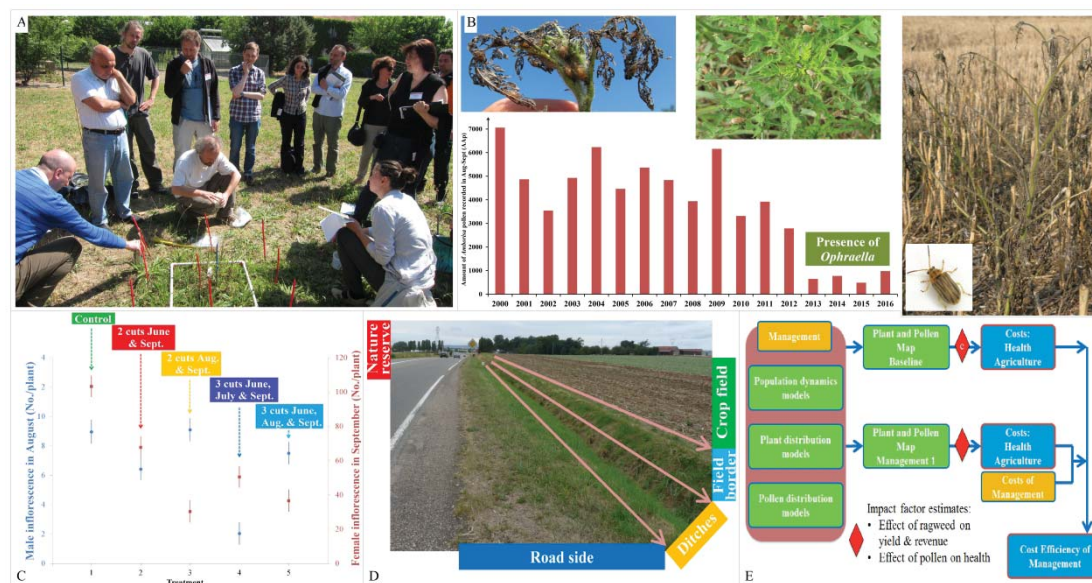 A
B
Amount of Ambrosia pollen recorded in Aug-Sept (AAp)
7000
6000
5000
4000
3000
2000
1000
0
Presence of
Ophraella
2000 2001 2002 2003 2004 2005 2006 2007 2008 2009 2010 2011 2012 2013 2014 2015 2016
Control
2 cuts June
& Sept.
2 cuts Aug.
& Sept.
3 cuts June,
July & Sept.
3 cuts June,
Aug. & Sept.
Male inflorescence in August (No./plant)
4
2
0
8
6
4
2
0
Female inflorescence in September (No./plant)
120
100
80
60
40
20
0
1 2 3 4 5
Treatment
C
Nature
reserve
Crop field
Field
border
Ditches
Road side
D
Management
Population dynamics
models
Plant distribution
models
Pollen distribution
models
Plant and Pollen
Map
Baseline
c
Costs:
Health
Agriculture
Plant and Pollen
Map
Management 1
Costs:
Health
Agriculture
Costs of
Management
Impact factor estimates:
• Effect of ragweed on
yield & revenue
• Effect of pollen on health
Cost Efficiency of
Management
E